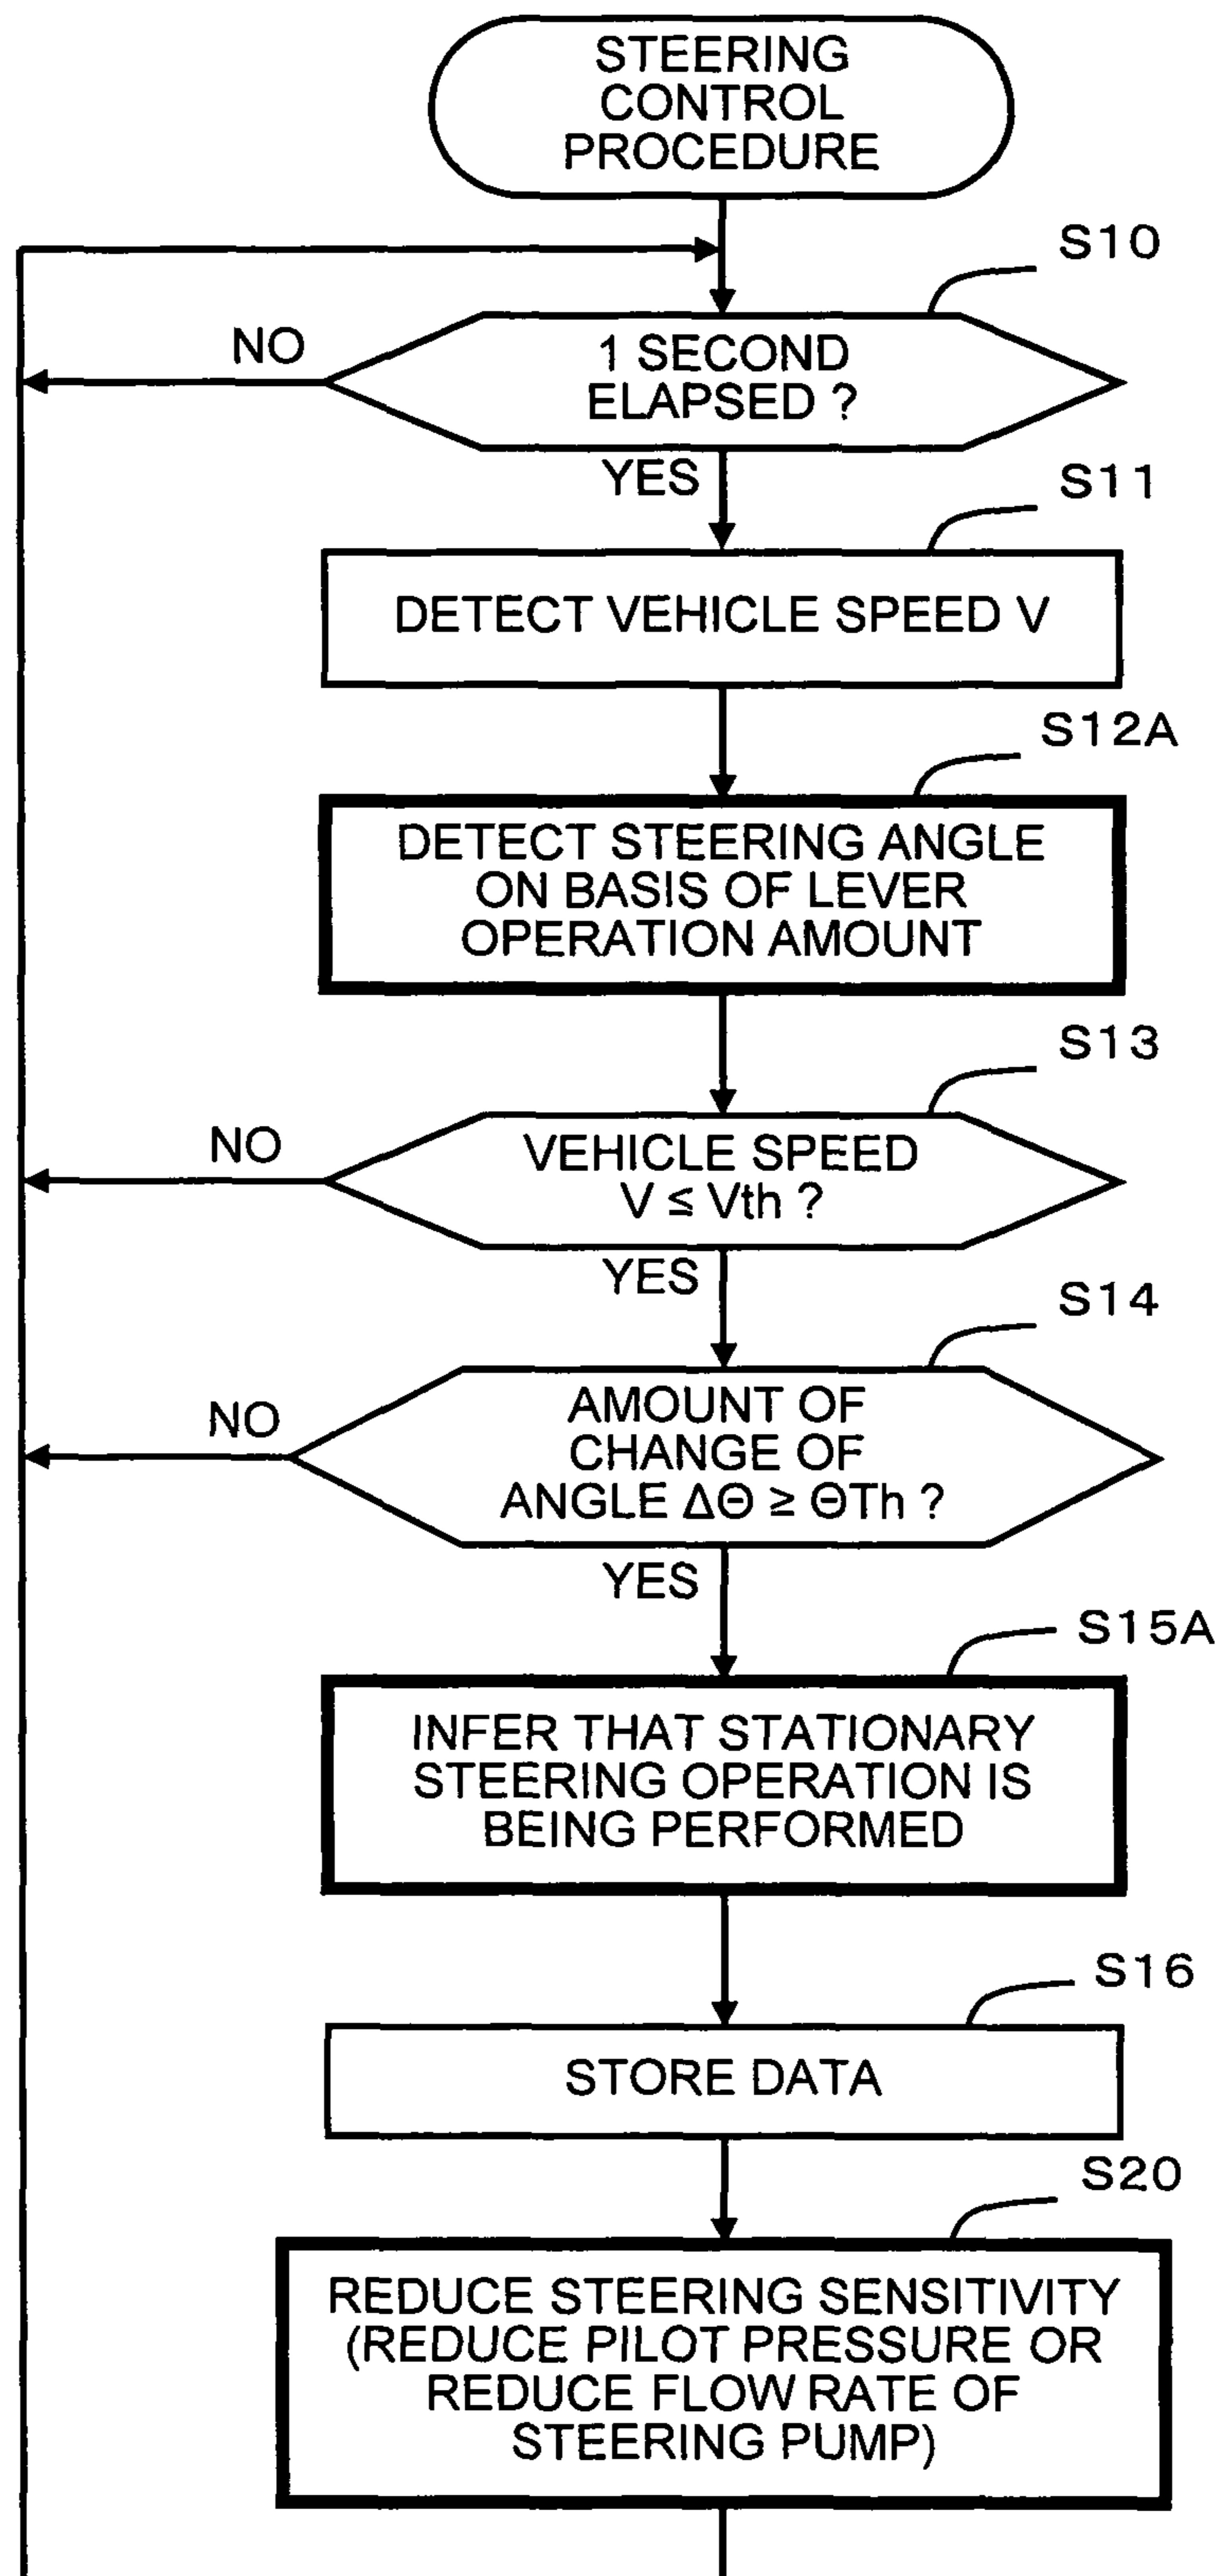 STEERING
CONTROL
PROCEDURE
S10
NO
1 SECOND
ELAPSED ?
YES
S11
DETECT VEHICLE SPEED V
S12A
DETECT STEERING ANGLE
ON BASIS OF LEVER
OPERATION AMOUNT
S13
NO
VEHICLE SPEED
V ≤ Vth ?
YES
S14
NO
AMOUNT OF
CHANGE OF
ANGLE ΔΘ ≥ ΘTh ?
YES
S15A
INFER THAT STATIONARY
STEERING OPERATION IS
BEING PERFORMED
S16
STORE DATA
S20
REDUCE STEERING SENSITIVITY
(REDUCE PILOT PRESSURE OR
REDUCE FLOW RATE OF
STEERING PUMP)